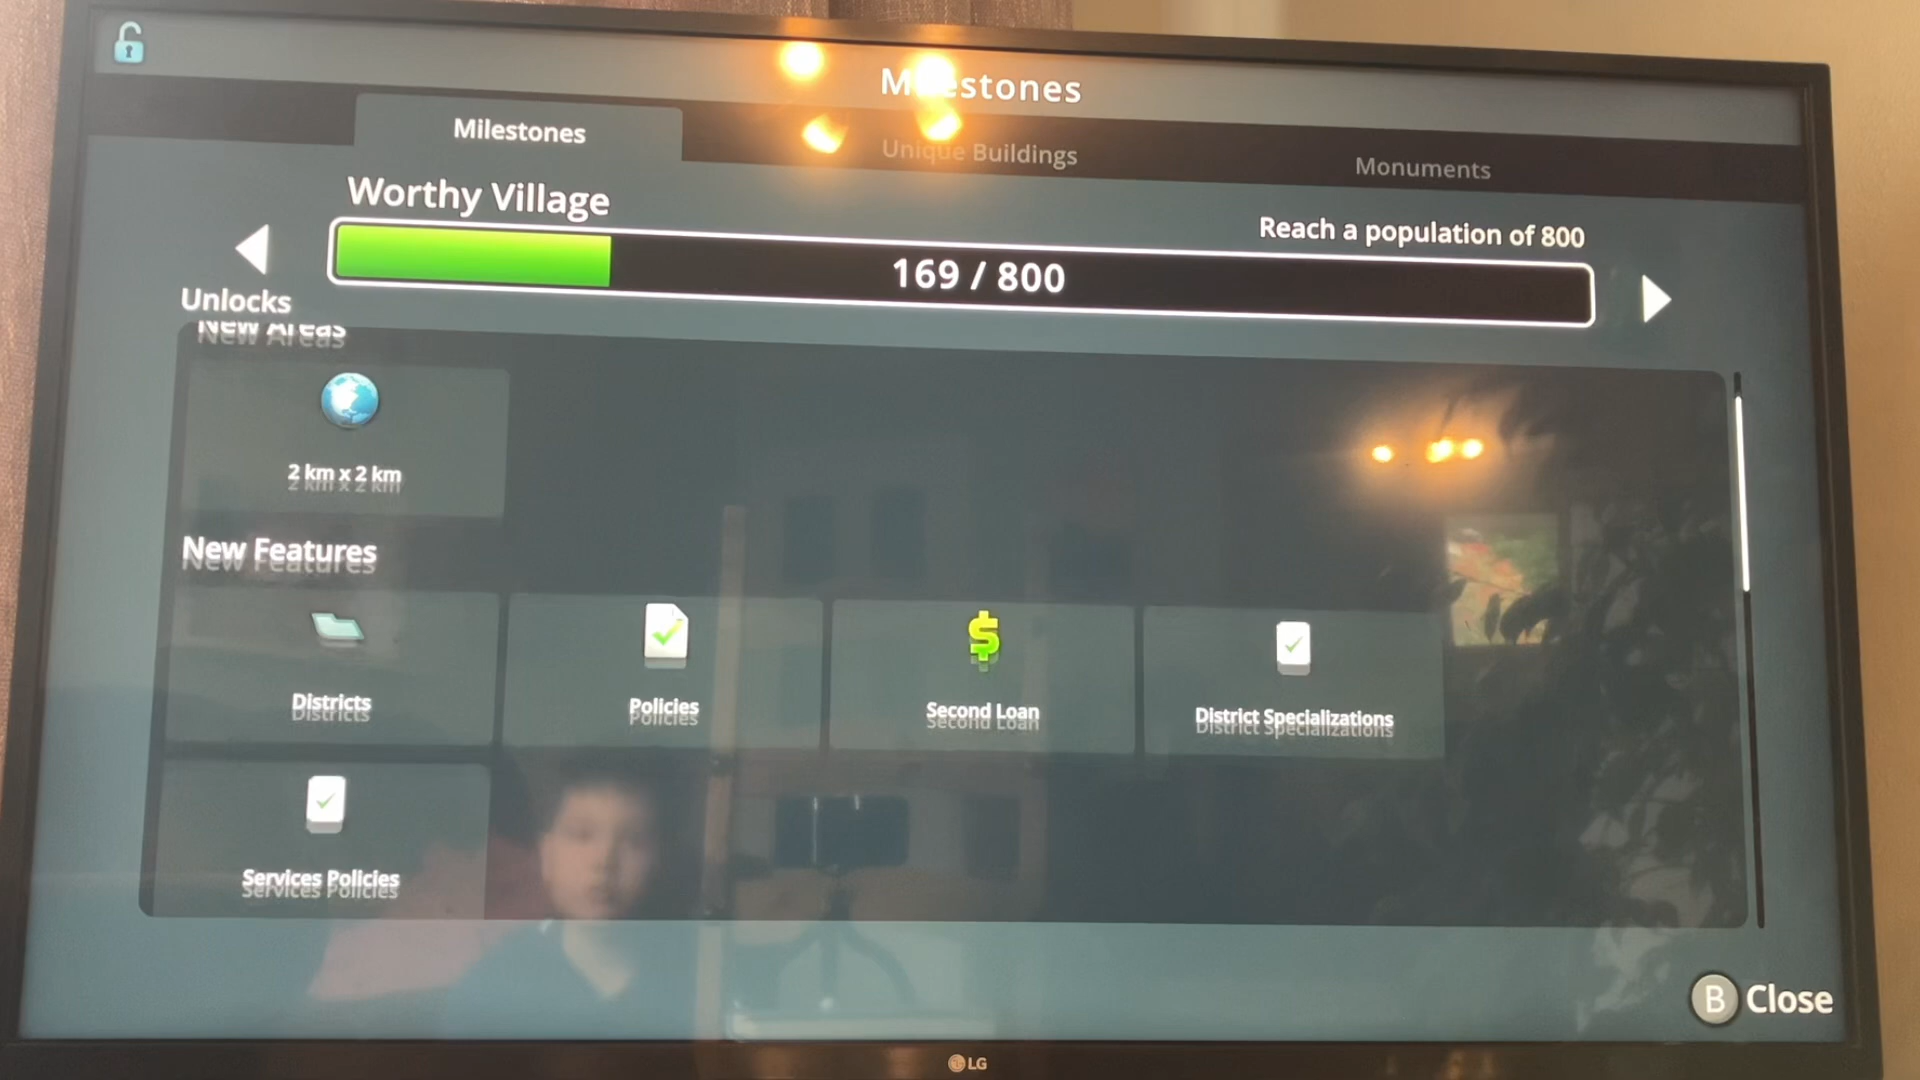 Milestones
Milestones
Unique Buildings
Monuments
Worthy Village
Reach a population of 800
169 / 800
Unlocks
New Areas
2 km x 2 km
New Features
Districts
Policies
Second Loan
District Specializations
Services Policies
B Close
LG